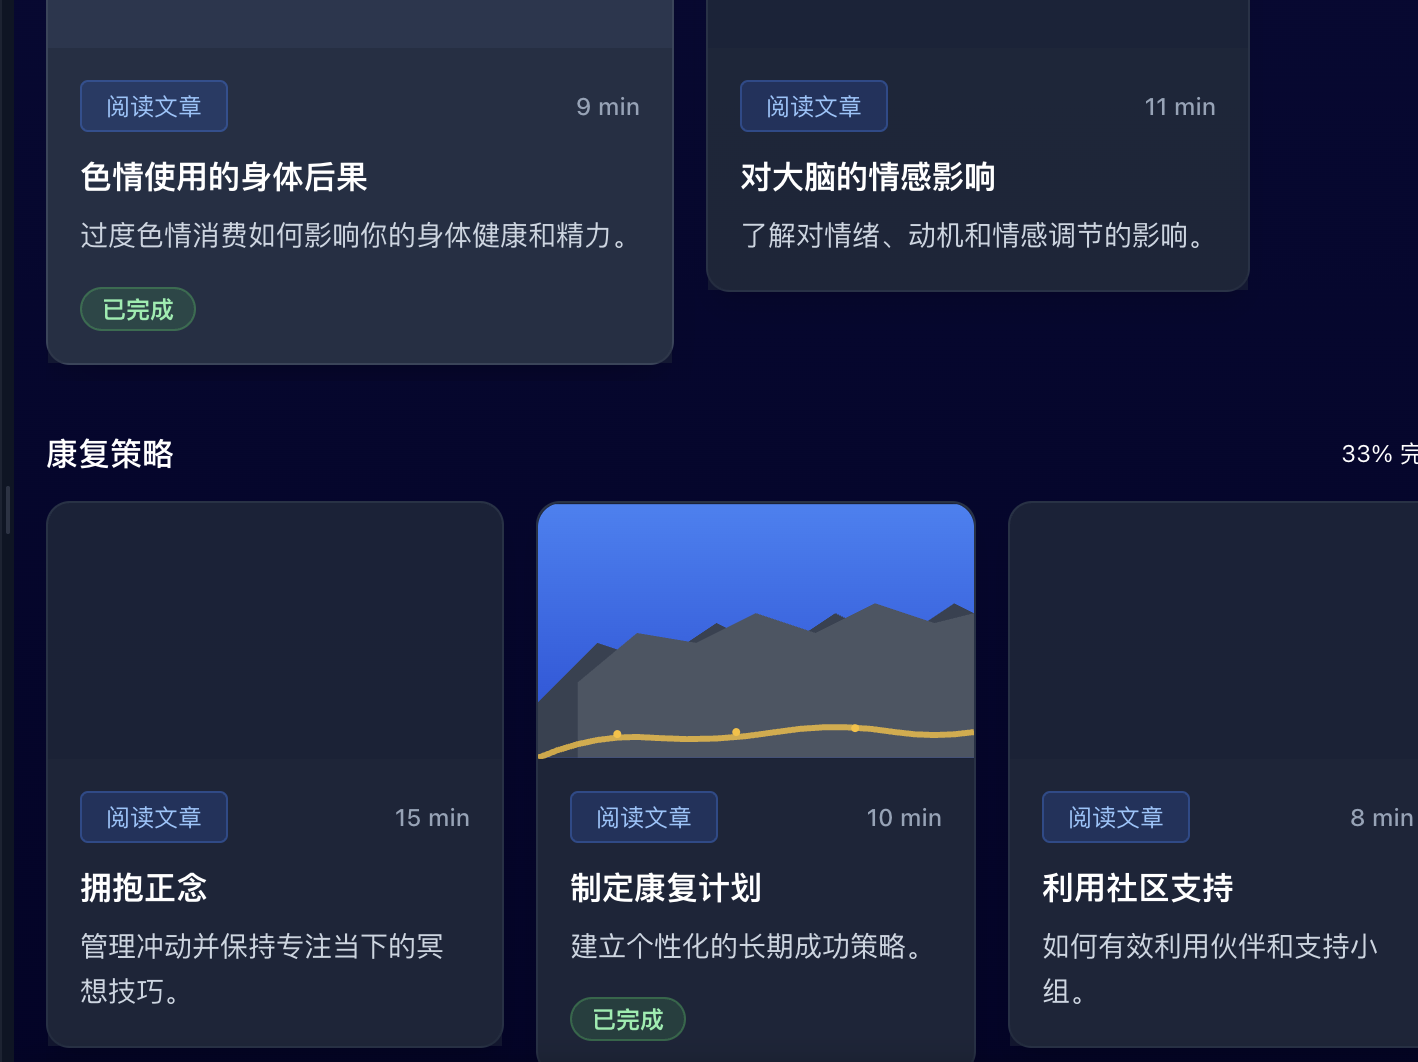 阅读文章
9 min
色情使用的身体后果
过度色情消费如何影响你的身体健康和精力。
已完成
阅读文章
11 min
对大脑的情感影响
了解对情绪、动机和情感调节的影响。
康复策略
33% 完
阅读文章
15 min
拥抱正念
管理冲动并保持专注当下的冥
想技巧。
阅读文章
10 min
制定康复计划
建立个性化的长期成功策略。
已完成
阅读文章
8 min
利用社区支持
如何有效利用伙伴和支持小
组。